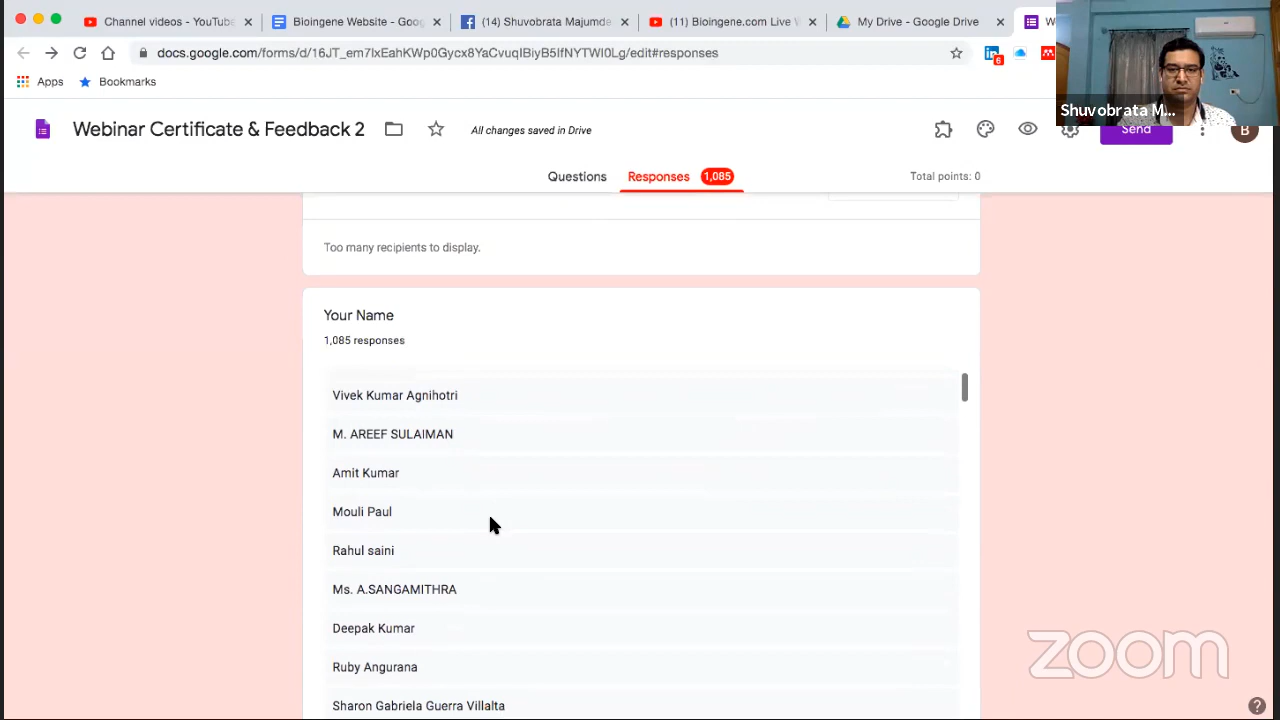 Channel videos - YouTube
Bioingene Website - Goog
(14) Shuvobrata Majumde
(11) Bioingene.com Live
My Drive - Google Drive
docs.google.com/forms/d/16JT_em7lxEahKWp0Gycx8YaCvuqIBiyB5IfNYTWl0Lg/edit#responses
6
Apps
Bookmarks
Shuvobrata M...
Webinar Certificate & Feedback 2
All changes saved in Drive
Send
B
Questions
Responses
1,085
Total points: 0
Too many recipients to display.
Your Name
1,085 responses
Vivek Kumar Agnihotri
M. AREEF SULAIMAN
Amit Kumar
Mouli Paul
Rahul saini
Ms. A.SANGAMITHRA
Deepak Kumar
Ruby Angurana
Sharon Gabriela Guerra Villalta
zoom